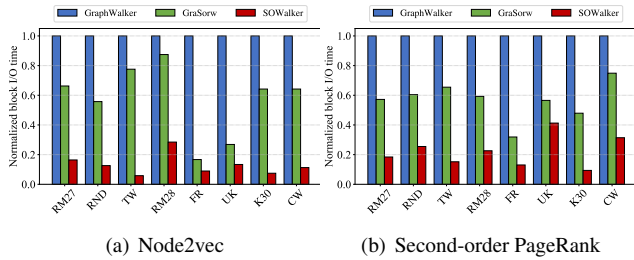 GraphWalker GraSorw SOWalker
Normalized block I/O time
1.0
0.8
0.6
0.4
0.2
0.0
RM27 RND TW RM28 FR UK K30 CW
(a) Node2vec
GraphWalker GraSorw SOWalker
Normalized block I/O time
1.0
0.8
0.6
0.4
0.2
0.0
RM27 RND TW RM28 FR UK K30 CW
(b) Second-order PageRank